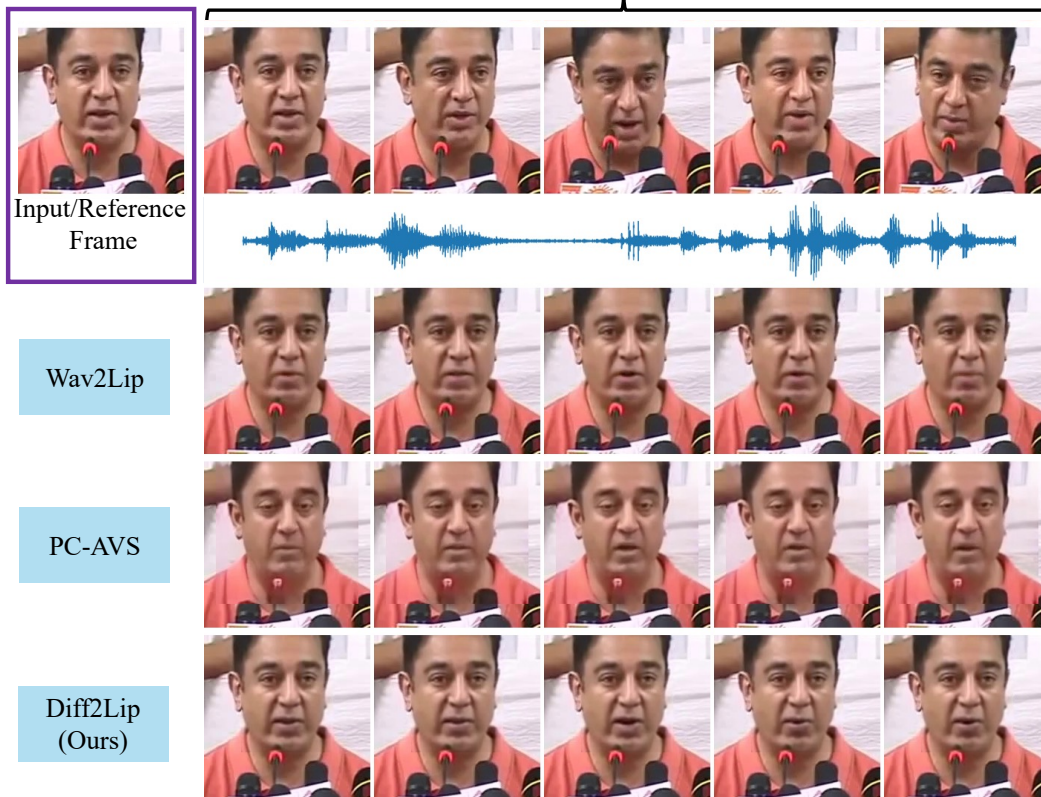 Input/Reference
Frame
Wav2Lip
PC-AVS
Diff2Lip
(Ours)